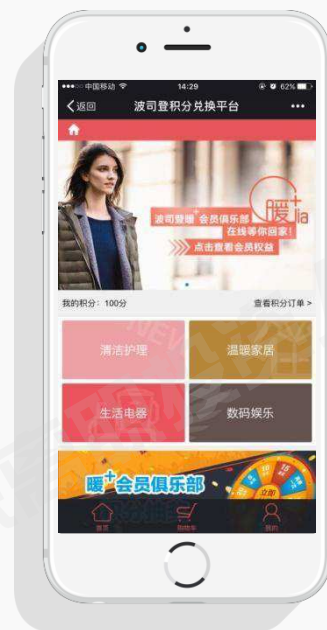 中国移动
14:29
62%
返回
波司登积分兑换平台
暖+jia
波司登暖+会员俱乐部
在线等你回家！
点击查看会员权益
我的积分：100分
查看积分订单 >
清洁护理
温暖家居
生活电器
数码娱乐
暖+会员俱乐部
立即
首页
购物车
我的